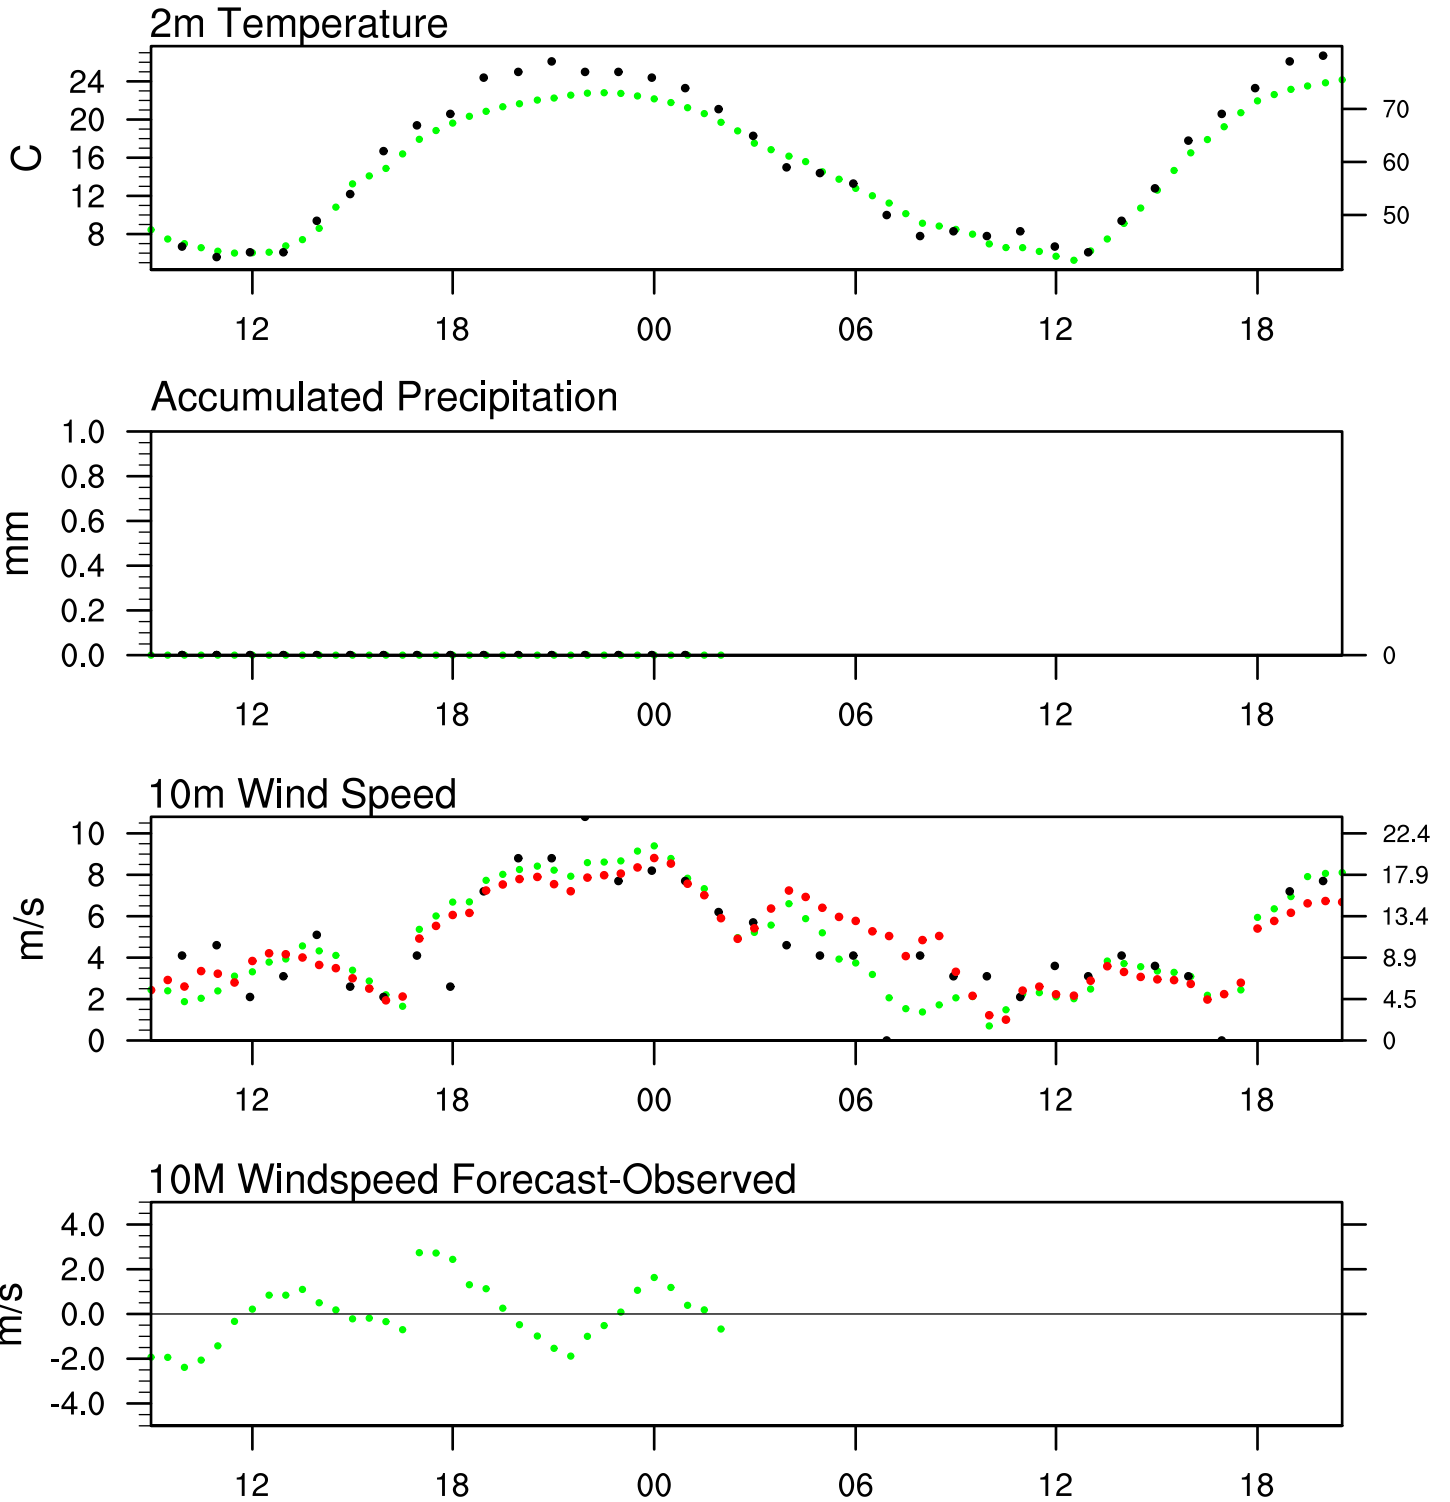 2m Temperature
C
24
20
16
12
8
70
60
50
12 18 00 06 12 18
Accumulated Precipitation
mm
1.0
0.8
0.6
0.4
0.2
0.0
0
12 18 00 06 12 18
10m Wind Speed
m/s
10
8
6
4
2
0
22.4
17.9
13.4
8.9
4.5
0
12 18 00 06 12 18
10M Windspeed Forecast-Observed
m/s
4.0
2.0
0.0
-2.0
-4.0
12 18 00 06 12 18